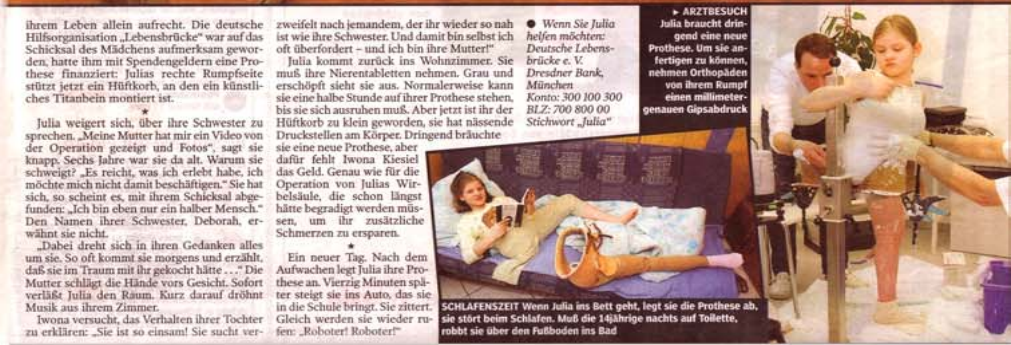 ihrem Leben allein aufrecht. Die deutsche
Hilfsorganisation „Lebensbrücke“ war auf das
Schicksal des Mädchens aufmerksam gewor-
den, hatte ihm mit Spendengeldern eine Pro-
these finanziert: Julias rechte Rumpfseite
stützt jetzt ein Hüftkorb, an den ein künstli-
ches Titanbein montiert ist.
★
Julia weigert sich, über ihre Schwester zu
sprechen. „Meine Mutter hat mir ein Video von
der Operation gezeigt und Fotos“, sagt sie
knapp. Sechs Jahre war sie da alt. Warum sie
schweigt? „Es reicht, was ich erlebt habe, ich
möchte mich nicht damit beschäftigen.“ Sie hat
sich, so scheint es, mit ihrem Schicksal abge-
funden: „Ich bin eben nur ein halber Mensch.“
Den Namen ihrer Schwester, Deborah, er-
wähnt sie nicht.
„Dabei dreht sich in ihren Gedanken alles
um sie. So oft kommt sie morgens und erzählt,
daß sie im Traum mit ihr gekocht hätte ...“ Die
Mutter schlägt die Hände vors Gesicht. Sofort
verläßt Julia den Raum. Kurz darauf dröhnt
Musik aus ihrem Zimmer.
Iwona versucht, das Verhalten ihrer Tochter
zu erklären: „Sie ist so einsam! Sie sucht ver-
zweifelt nach jemandem, der ihr wieder so nah
ist wie ihre Schwester. Und damit bin selbst ich
oft überfordert – und ich bin ihre Mutter!“
Julia kommt zurück ins Wohnzimmer. Sie
muß ihre Nierentabletten nehmen. Grau und
erschöpft sieht sie aus. Normalerweise kann
sie eine halbe Stunde auf ihrer Prothese stehen,
bis sie sich ausruhen muß. Aber jetzt ist ihr der
Hüftkorb zu klein geworden, sie hat nässende
Druckstellen am Körper. Dringend bräuchte
sie eine neue Prothese, aber
dafür fehlt Iwona Kiesiel
das Geld. Genau wie für die
Operation von Julias Wir-
belsäule, die schon längst
hätte begradigt werden müs-
sen, um ihr zusätzliche
Schmerzen zu ersparen.
★
Ein neuer Tag. Nach dem
Aufwachen legt Julia ihre Pro-
these an. Vierzig Minuten spä-
ter steigt sie ins Auto, das sie
in die Schule bringt. Sie zittert.
Gleich werden sie wieder ru-
fen: „Roboter! Roboter!“
● Wenn Sie Julia
helfen möchten:
Deutsche Lebens-
brücke e. V.
Dresdner Bank,
München
Konto: 300 100 300
BLZ: 700 800 00
Stichwort „Julia“
▸ ARZTBESUCH
Julia braucht drin-
gend eine neue
Prothese. Um sie an-
fertigen zu können,
nehmen Orthopäden
von ihrem Rumpf
einen millimeter-
genauen Gipsabdruck
SCHLAFENSZEIT Wenn Julia ins Bett geht, legt sie die Prothese ab,
sie stört beim Schlafen. Muß die 14jährige nachts auf Toilette,
robbt sie über den Fußboden ins Bad